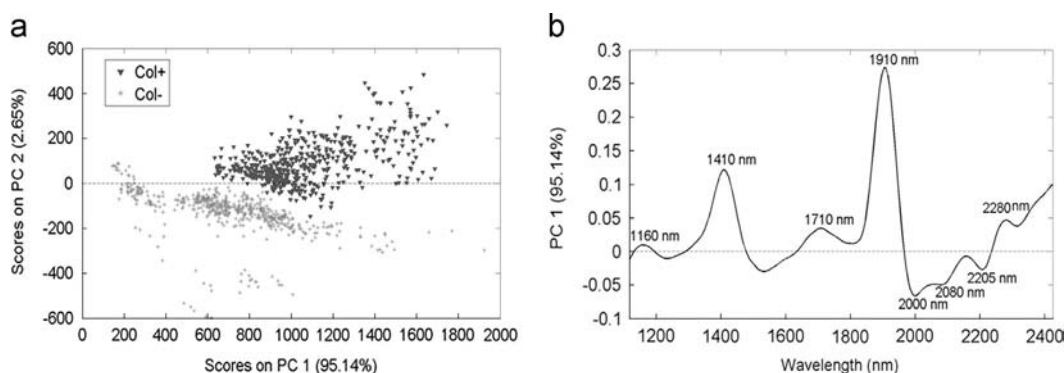 a
600
400
200
0
-200
-400
-600
Scores on PC 2 (2.65%)
Col+
Col-
0 200 400 600 800 1000 1200 1400 1600 1800 2000
Scores on PC 1 (95.14%)
b
0.3
0.25
0.2
0.15
0.1
0.05
0
-0.05
-0.1
PC 1 (95.14%)
1160 nm
1410 nm
1710 nm
1910 nm
2000 nm
2080 nm
2205 nm
2280 nm
1200 1400 1600 1800 2000 2200 2400
Wavelength (nm)